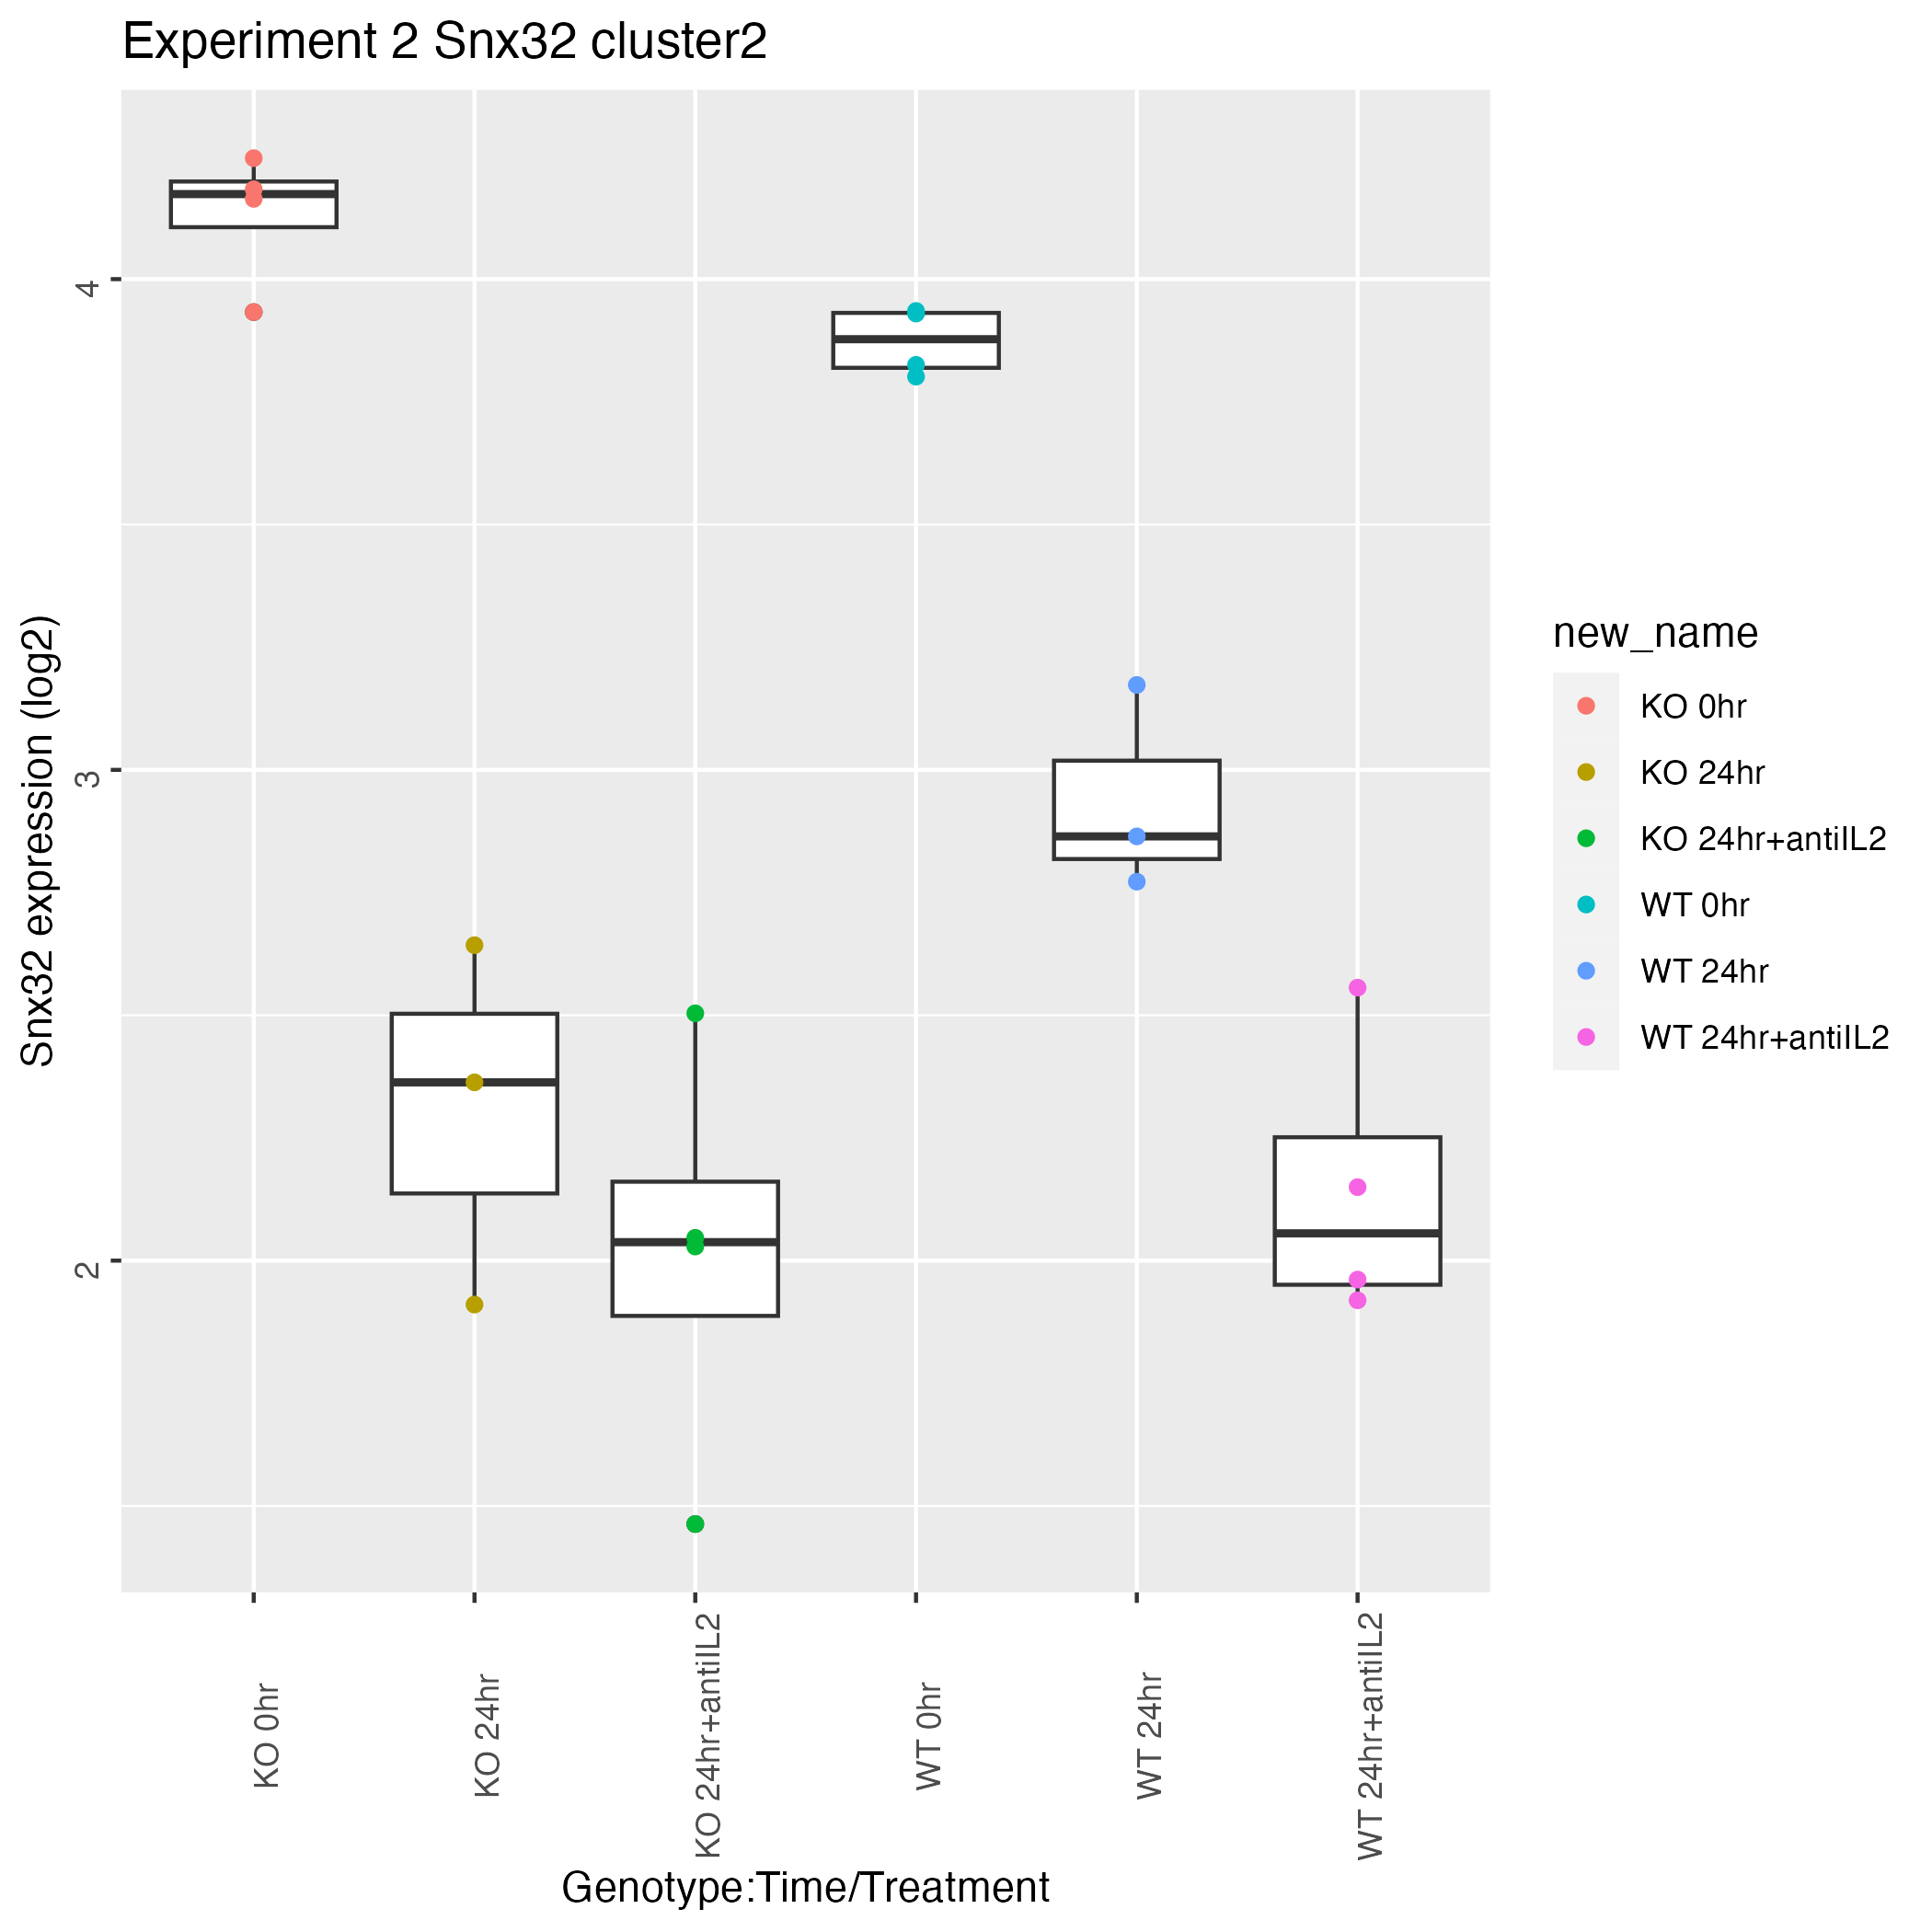 Experiment 2 Snx32 cluster2
Snx32 expression (log2)
4
3
2
KO 0hr
KO 24hr
KO 24hr+antiIL2
WT 0hr
WT 24hr
WT 24hr+antiIL2
Genotype:Time/Treatment
new_name
KO 0hr
KO 24hr
KO 24hr+antiIL2
WT 0hr
WT 24hr
WT 24hr+antiIL2